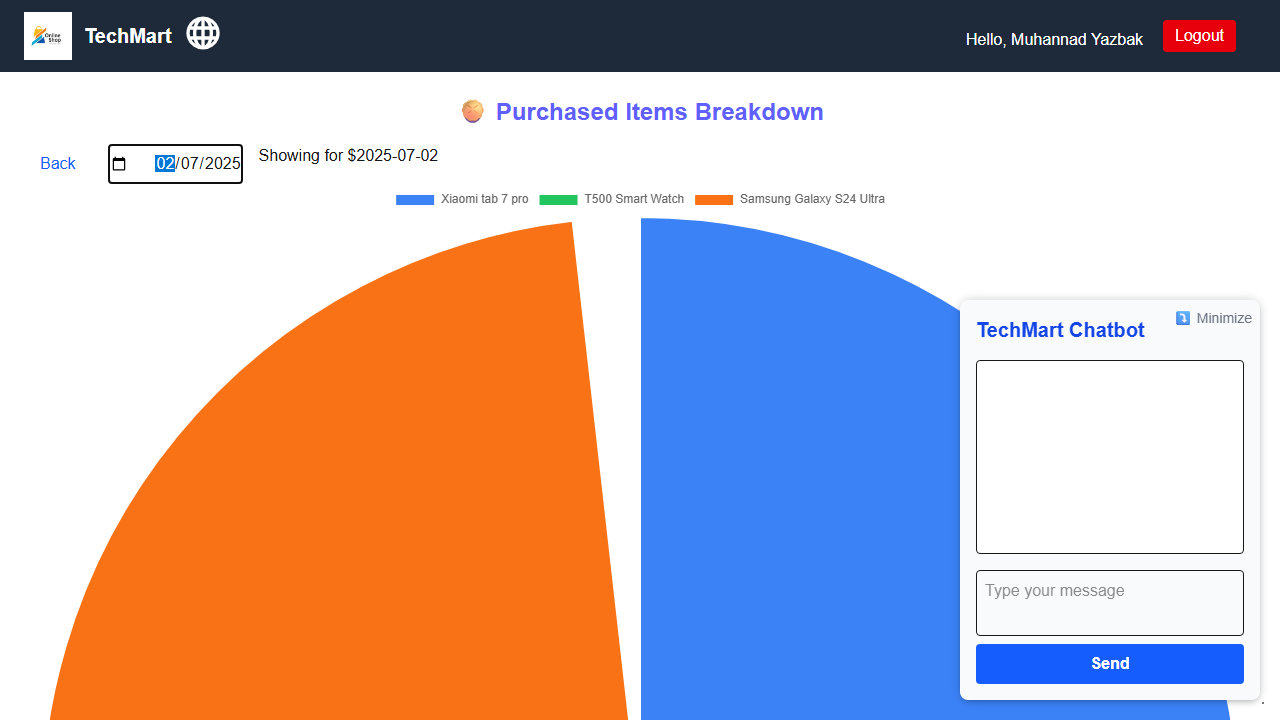 Online
Shop
TechMart
Hello, Muhannad Yazbak
Logout
Purchased Items Breakdown
Back
02/07/2025
Showing for $2025-07-02
Xiaomi tab 7 pro
T500 Smart Watch
Samsung Galaxy S24 Ultra
Minimize
TechMart Chatbot
Type your message
Send